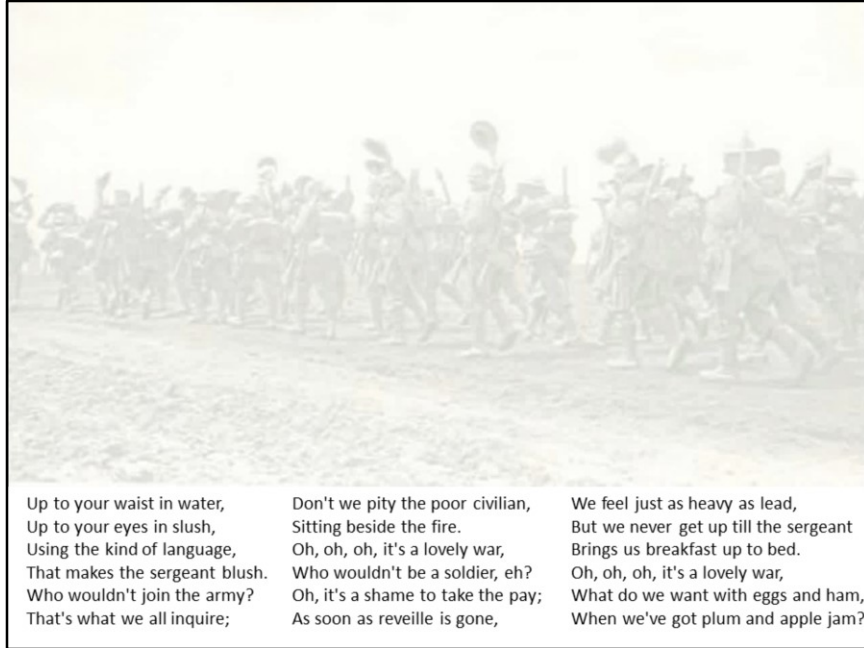 Up to your waist in water,
Up to your eyes in slush,
Using the kind of language,
That makes the sergeant blush.
Who wouldn't join the army?
That's what we all inquire;
Don't we pity the poor civilian,
Sitting beside the fire.
Oh, oh, oh, it's a lovely war,
Who wouldn't be a soldier, eh?
Oh, it's a shame to take the pay;
As soon as reveille is gone,
We feel just as heavy as lead,
But we never get up till the sergeant
Brings us breakfast up to bed.
Oh, oh, oh, it's a lovely war,
What do we want with eggs and ham,
When we've got plum and apple jam?